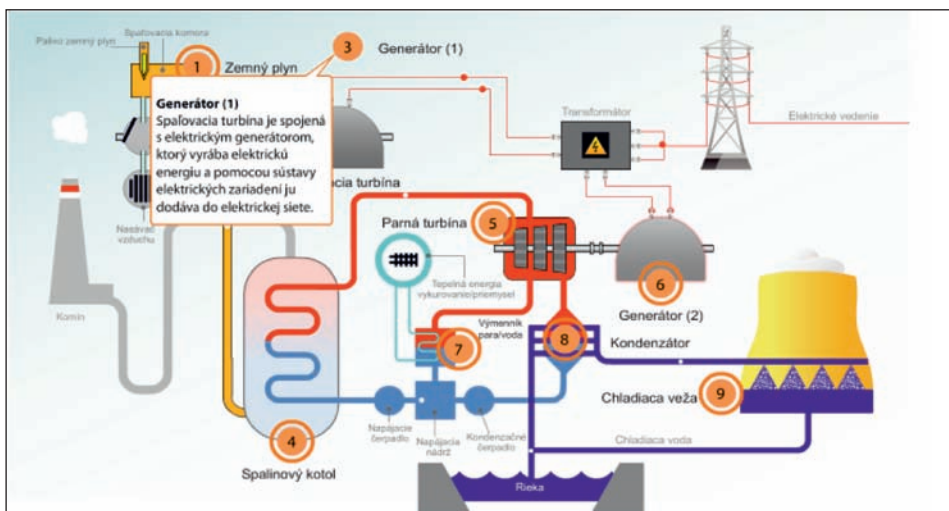 Spaľovacia komora
Palivo zemný plyn
1
Zemný plyn
3
Generátor (1)
Generátor (1)
Spaľovacia turbína je spojená
s elektrickým generátorom,
ktorý vyrába elektrickú
energiu a pomocou sústavy
elektrických zariadení ju
dodáva do elektrickej siete.
turbína
Transformátor
Elektrické vedenie
Nasávač
vzduchu
Parná turbína
5
Tepelná energia
vykurovanie/priemysel
6
Generátor (2)
Komín
Výmenník
para/voda
7
8
Kondenzátor
9
Chladiaca veža
Napájacie
čerpadlo
Napájacia
nádrž
Kondenzačné
čerpadlo
Chladiaca voda
4
Spalinový kotol
Rieka